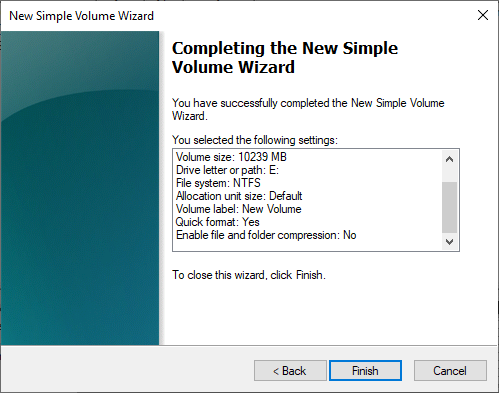 New Simple Volume Wizard
Completing the New Simple
Volume Wizard
You have successfully completed the New Simple Volume
Wizard.
You selected the following settings:
Volume size: 10239 MB
Drive letter or path: E:
File system: NTFS
Allocation unit size: Default
Volume label: New Volume
Quick format: Yes
Enable file and folder compression: No
To close this wizard, click Finish.
< Back
Finish
Cancel